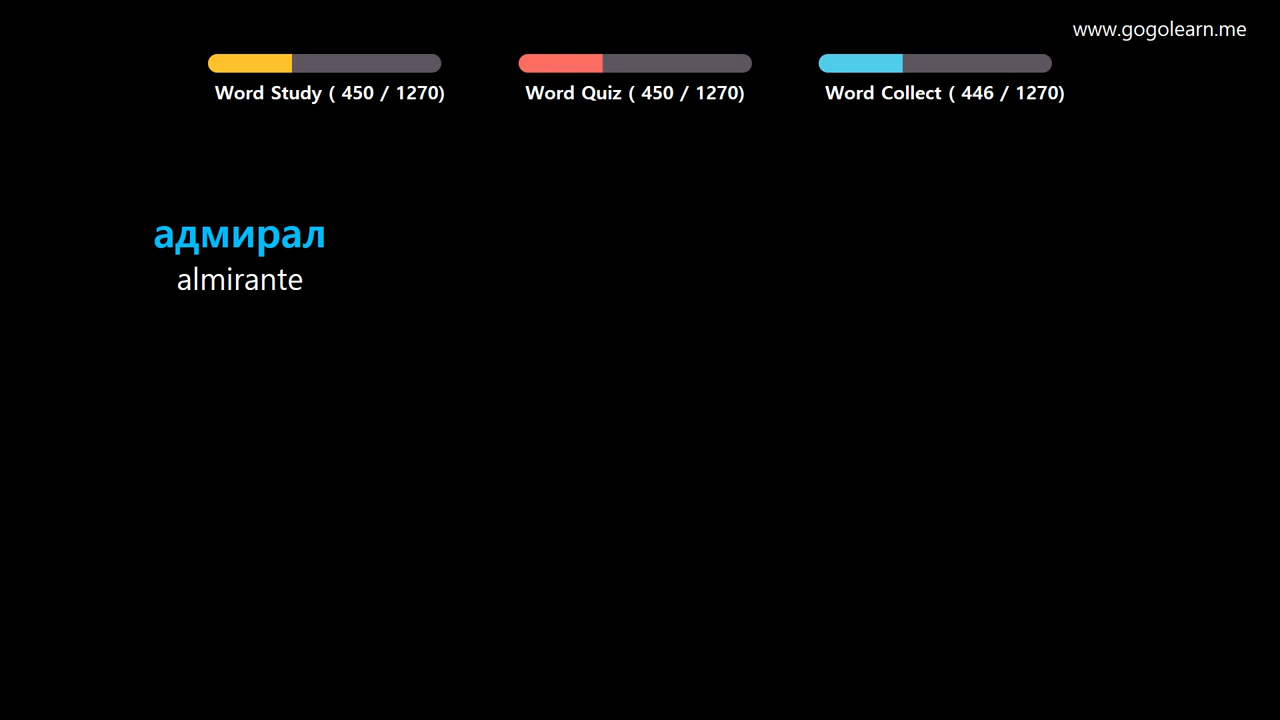 www.gogolearn.me
Word Study ( 450 / 1270)
Word Quiz ( 450 / 1270)
Word Collect ( 446 / 1270)
адмирал
almirante